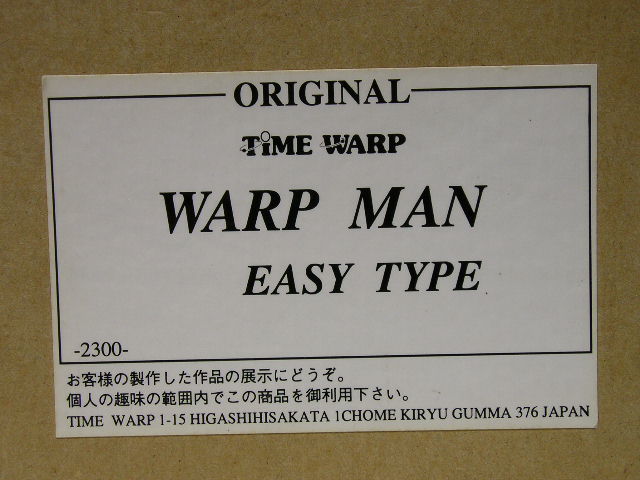 ORIGINAL
TiME WARP
WARP MAN
EASY TYPE
-2300-
お客様の製作した作品の展示にどうぞ。
個人の趣味の範囲内でこの商品を御利用下さい。
TIME WARP 1-15 HIGASHIHISAKATA 1CHOME KIRYU GUMMA 376 JAPAN